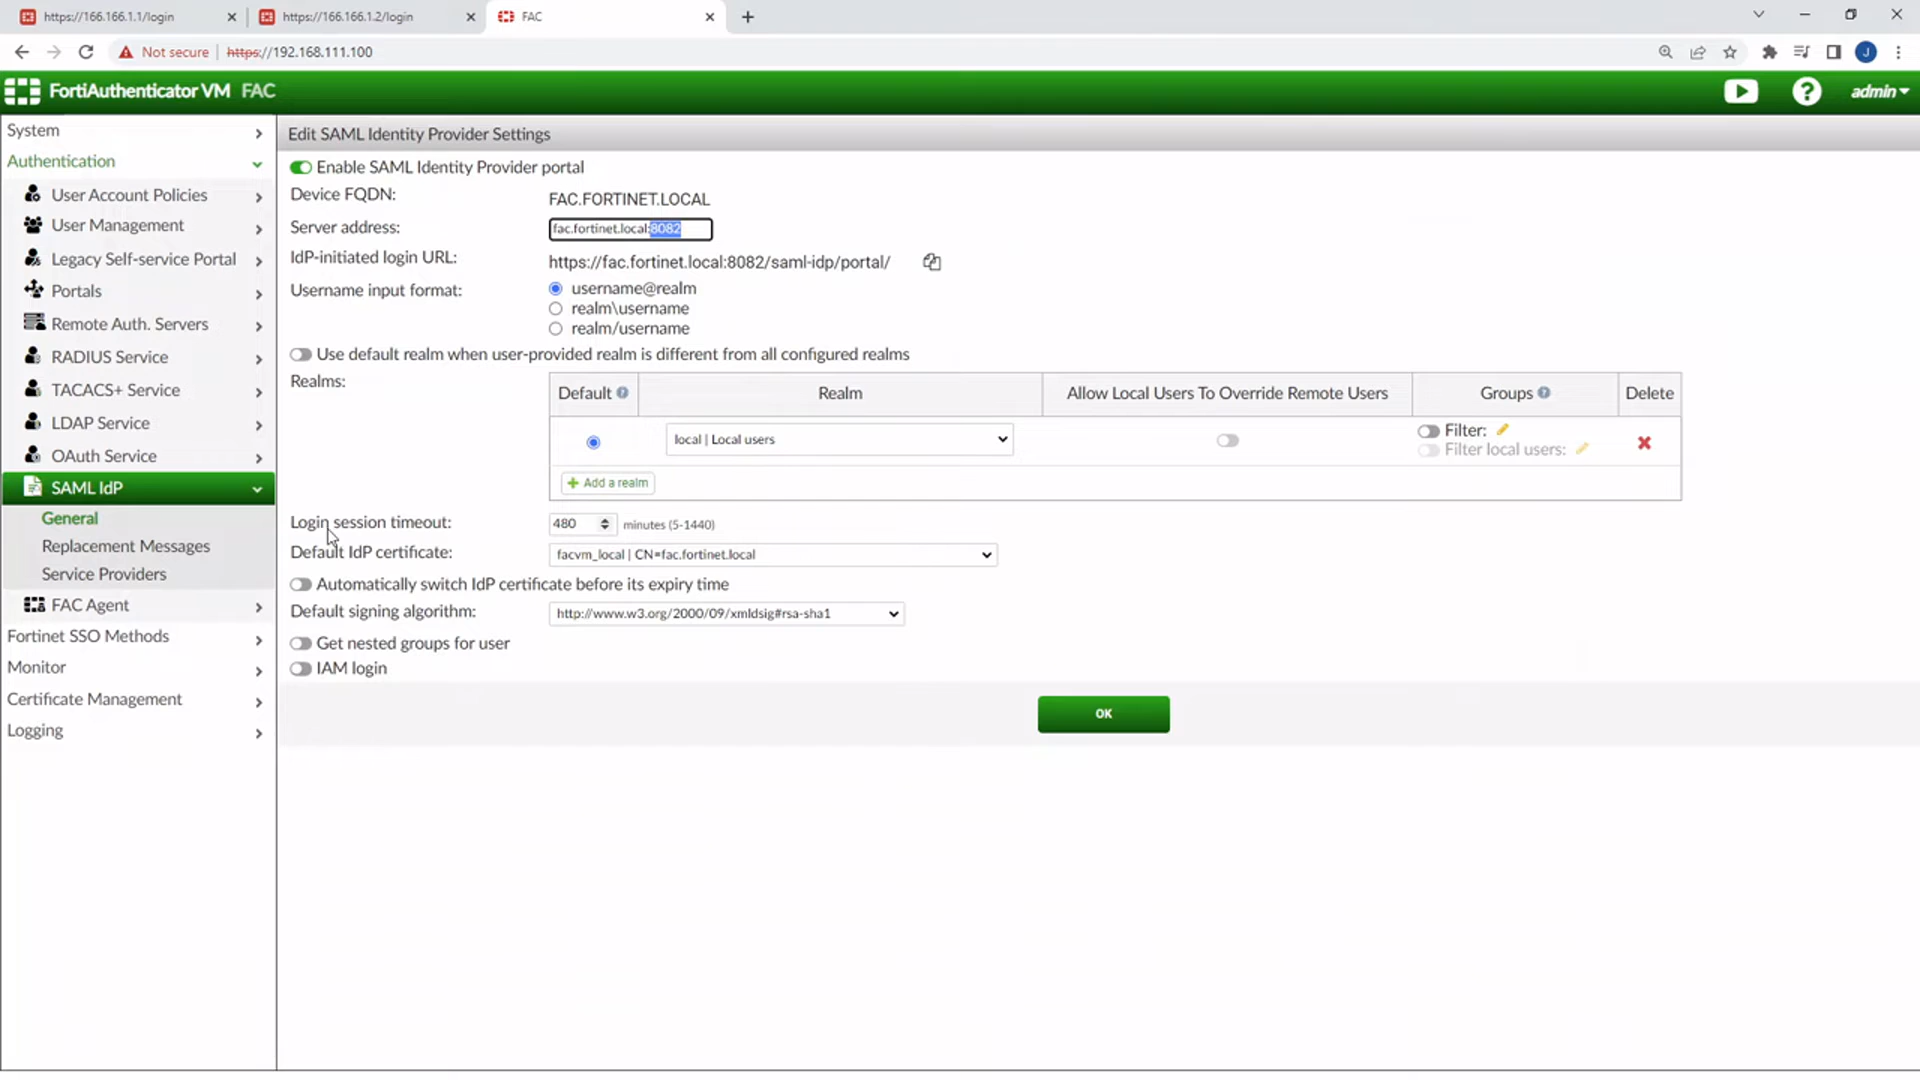 https://166.166.1.1/login
https://166.166.1.2/login
FAC
Not secure
https://192.168.111.100
J
FortiAuthenticator VM FAC
admin
System
Authentication
User Account Policies
User Management
Legacy Self-service Portal
Portals
Remote Auth. Servers
RADIUS Service
TACACS+ Service
LDAP Service
OAuth Service
SAML IdP
General
Replacement Messages
Service Providers
FAC Agent
Fortinet SSO Methods
Monitor
Certificate Management
Logging
Edit SAML Identity Provider Settings
Enable SAML Identity Provider portal
Device FQDN: FAC.FORTINET.LOCAL
Server address: fac.fortinet.local:8082
IdP-initiated login URL: https://fac.fortinet.local:8082/saml-idp/portal/
Username input format: username@realm
realm\username
realm/username
Use default realm when user-provided realm is different from all configured realms
Realms:
Default Realm Allow Local Users To Override Remote Users Groups Delete
local | Local users Filter:
Filter local users:
+ Add a realm
Login session timeout: 480 minutes (5-1440)
Default IdP certificate: facvm_local | CN=fac.fortinet.local
Automatically switch IdP certificate before its expiry time
Default signing algorithm: http://www.w3.org/2000/09/xmldsig#rsa-sha1
Get nested groups for user
IAM login
OK